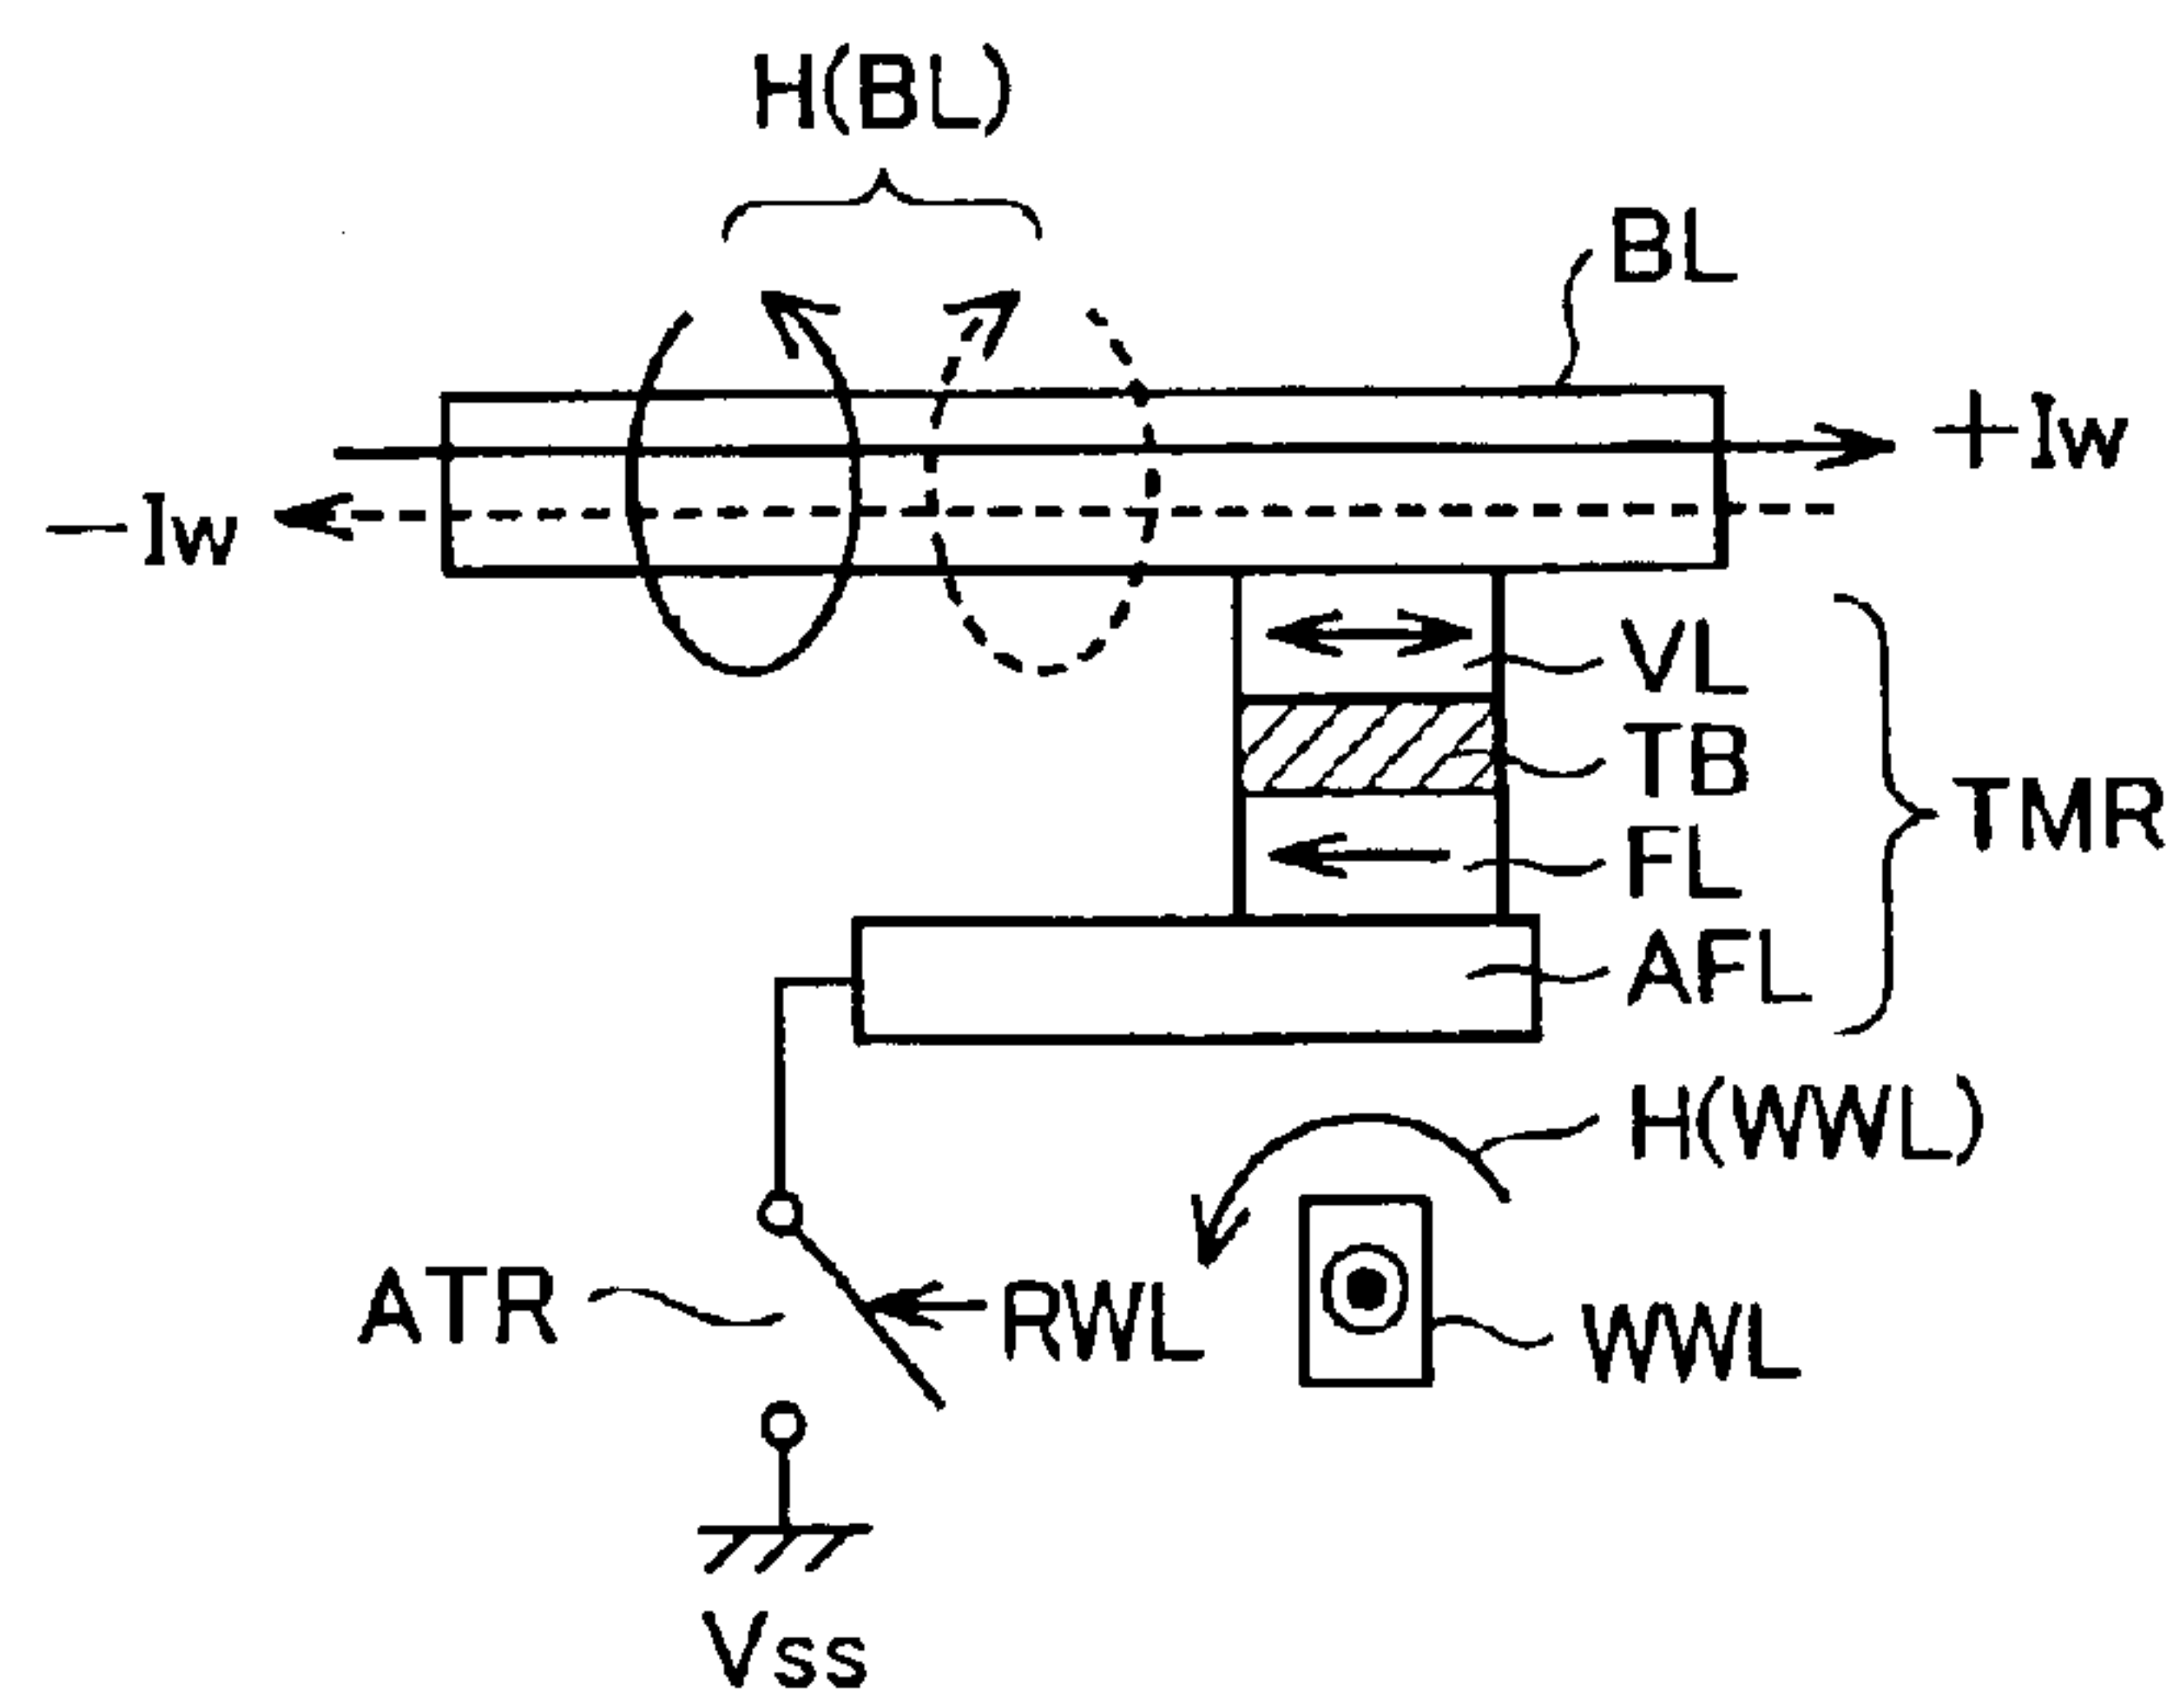 H(BL)
BL
+Iw
−Iw
VL
TB
TMR
FL
AFL
H(WWL)
ATR
RWL
WWL
Vss